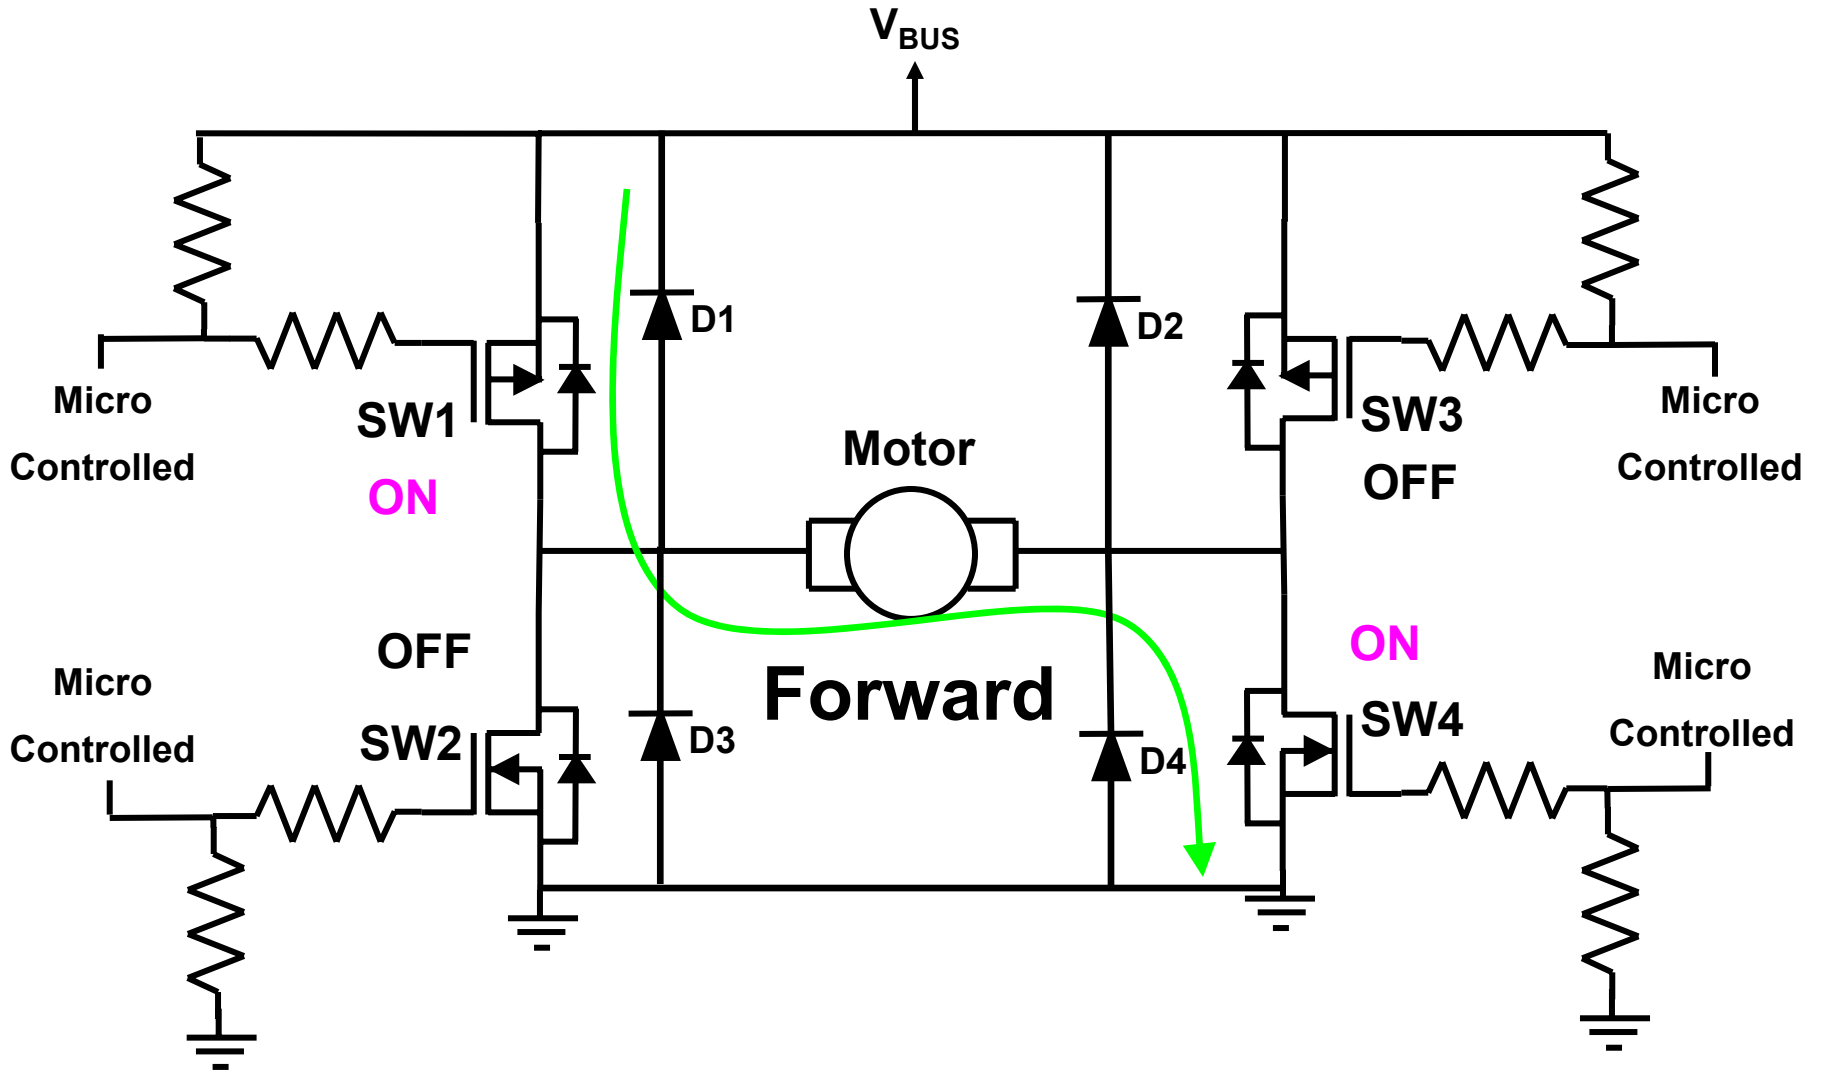 VBUS
D1
D2
Micro
Controlled
SW1
ON
Motor
SW3
OFF
Micro
Controlled
OFF
Micro
Controlled
SW2
D3
Forward
D4
ON
SW4
Micro
Controlled